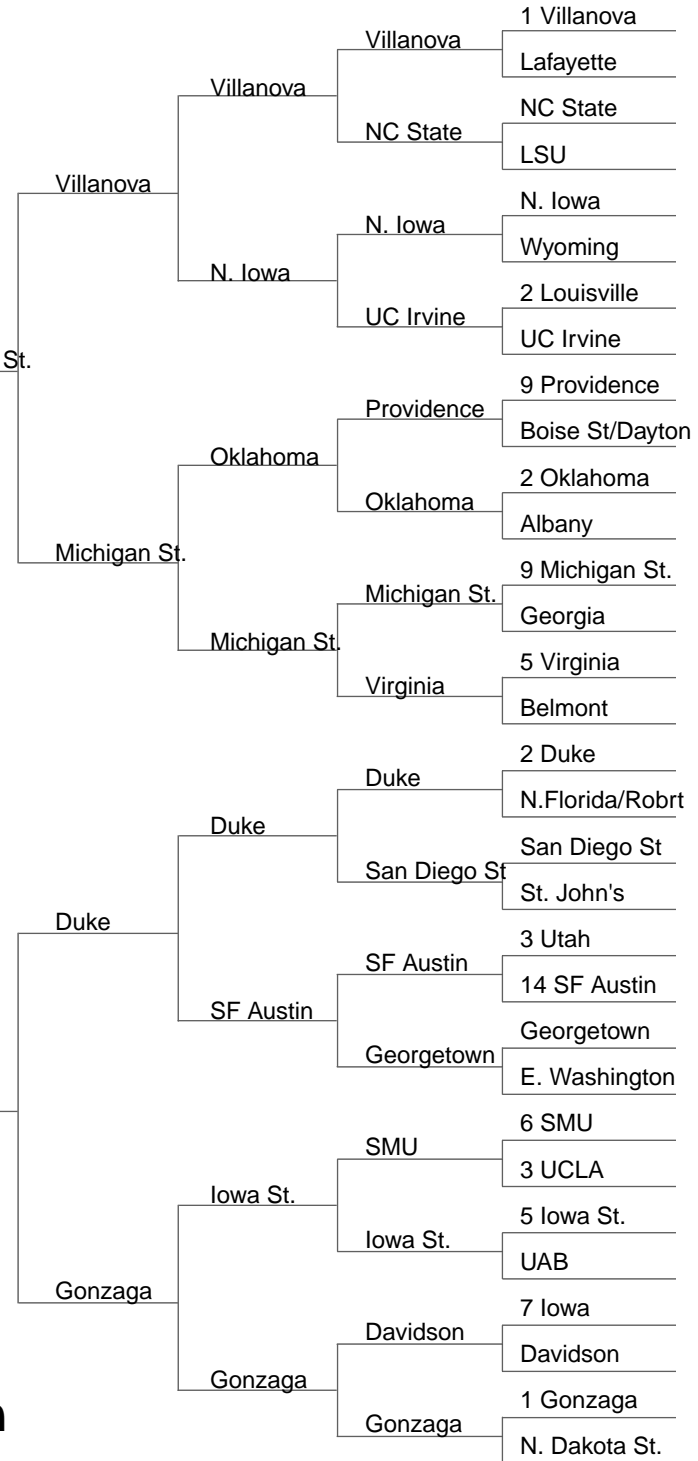 1 Villanova
Villanova
Lafayette
Villanova
NC State
NC State
LSU
Villanova
N. Iowa
N. Iowa
Wyoming
N. Iowa
2 Louisville
UC Irvine
UC Irvine
St.
9 Providence
Providence
Boise St/Dayton
Oklahoma
2 Oklahoma
Oklahoma
Albany
Michigan St.
9 Michigan St.
Michigan St.
Georgia
Michigan St.
5 Virginia
Virginia
Belmont
2 Duke
Duke
N.Florida/Robrt
Duke
San Diego St
San Diego St
St. John's
Duke
3 Utah
SF Austin
14 SF Austin
SF Austin
Georgetown
Georgetown
E. Washington
6 SMU
SMU
3 UCLA
Iowa St.
5 Iowa St.
Iowa St.
UAB
Gonzaga
7 Iowa
Davidson
Davidson
Gonzaga
1 Gonzaga
Gonzaga
N. Dakota St.